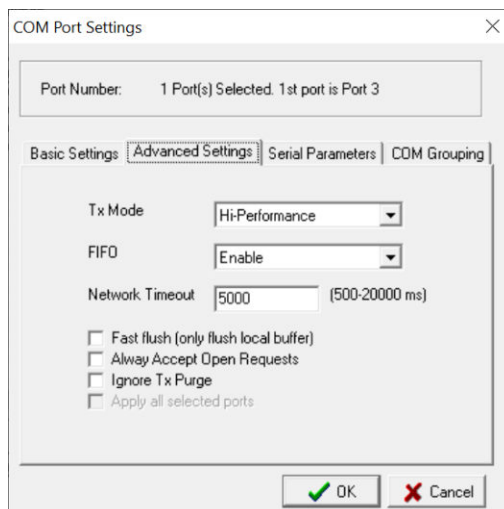 COM Port Settings
Port Number: 1 Port(s) Selected. 1st port is Port 3
Basic Settings Advanced Settings Serial Parameters COM Grouping
Tx Mode Hi-Performance
FIFO Enable
Network Timeout 5000 (500-20000 ms)
Fast flush (only flush local buffer)
Alway Accept Open Requests
Ignore Tx Purge
Apply all selected ports
OK Cancel